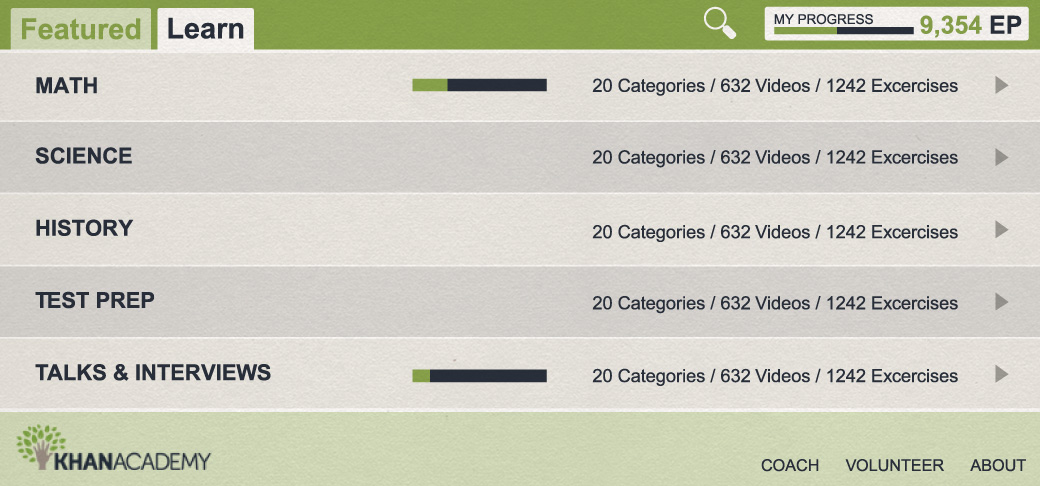 Featured Learn MY PROGRESS 9,354 EP
MATH 20 Categories / 632 Videos / 1242 Excercises
SCIENCE 20 Categories / 632 Videos / 1242 Excercises
HISTORY 20 Categories / 632 Videos / 1242 Excercises
TEST PREP 20 Categories / 632 Videos / 1242 Excercises
TALKS & INTERVIEWS 20 Categories / 632 Videos / 1242 Excercises
KHANACADEMY COACH VOLUNTEER ABOUT